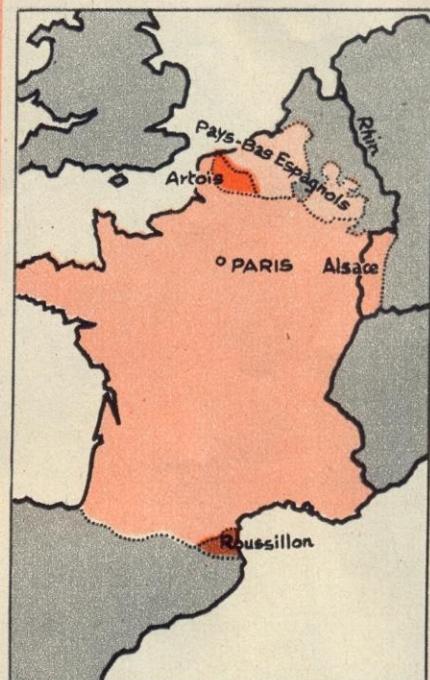 Rhin
Pays-Bas Espagnols
Artois
PARIS
Alsace
Roussillon